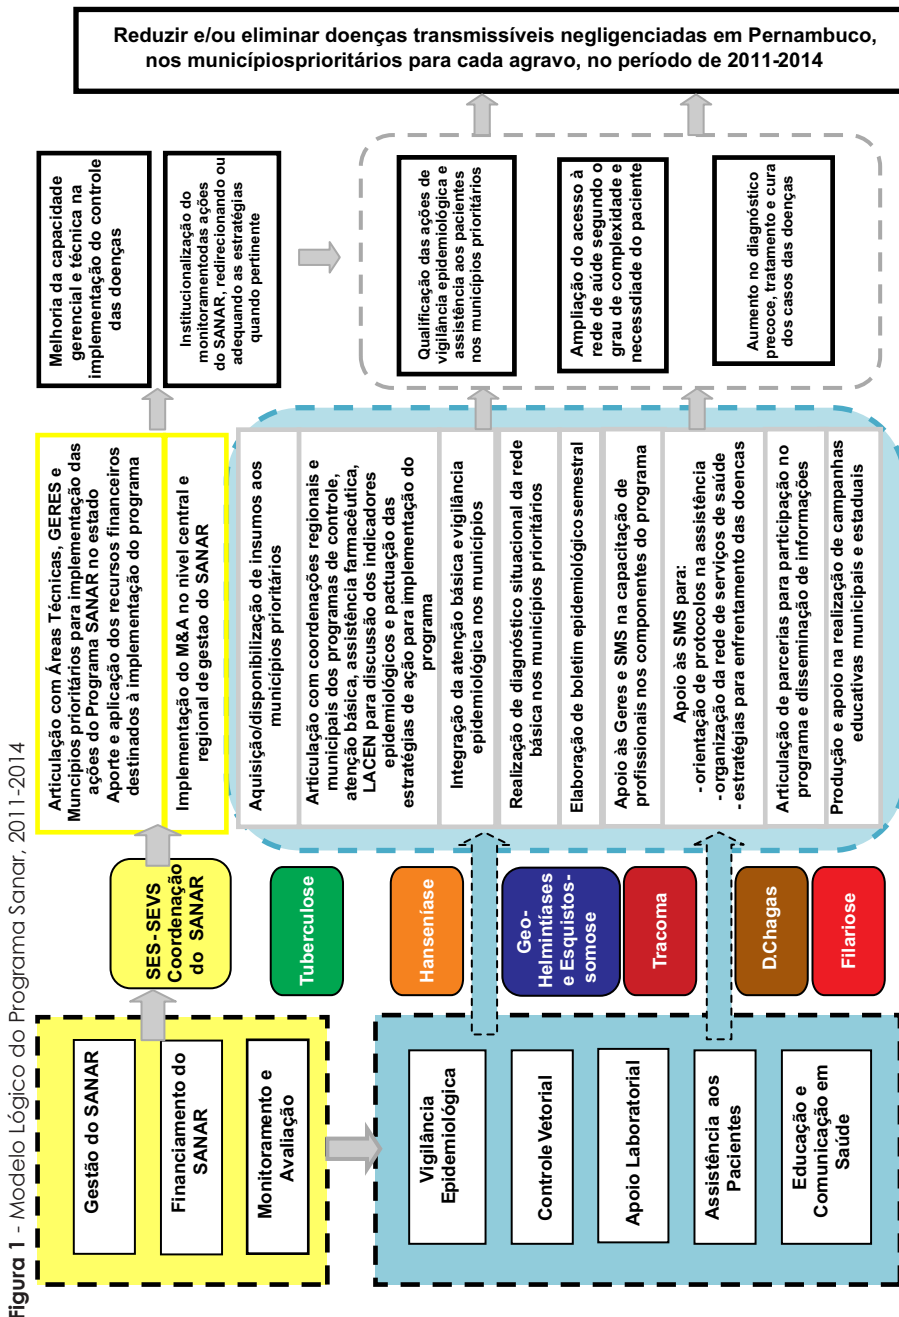 Figura 1 - Modelo Lógico do Programa Sanar, 2011-2014
Gestão do SANAR
Financiamento do
SANAR
Monitoramento e
Avaliação
Vigilância
Epidemiológica
Controle Vetorial
Apoio Laboratorial
Assistência aos
Pacientes
Educação e
Comunicação em
Saúde
SES-SEVS
Coordenação
do SANAR
Tuberculose
Hanseníase
Geo-
Helmintíases
e Esquistos-
somose
Tracoma
D.Chagas
Filariose
Articulação com Áreas Técnicas, GERES e
Muncípios prioritários para implementação das
ações do Programa SANAR no estado
Aporte e aplicação dos recursos financeiros
destinados à implementação do programa
Implementação do M&A no nível central e
regional de gestao do SANAR
Aquisição/disponibilização de insumos aos
municípios prioritários
Articulação com coordenações regionais e
municipais dos programas de controle,
atenção básica, assistência farmacêutica,
LACEN para discussão dos indicadores
epidemiológicos e pactuação das
estratégias de ação para implementação do
programa
Integração da atenção básica e vigilância
epidemiológica nos municípios
Realização de diagnóstico situacional da rede
básica nos municípios prioritários
Elaboração de boletim epidemiológico semestral
Apoio às Geres e SMS na capacitação de
profissionais nos componentes do programa
Apoio às SMS para:
- orientação de protocolos na assistência
- organização da rede de serviços de saúde
- estratégias para enfrentamento das doencas
Articulação de parcerias para participação no
programa e disseminação de informações
Produção e apoio na realização de campanhas
educativas municipais e estaduais
Melhoria da capacidade
gerencial e técnica na
implementação do controle
das doenças
Institucionalização do
monitoramentodas ações
do SANAR, redirecionando ou
adequando as estratégias
quando pertinente
Qualificação das ações de
vigilância epidemiológica e
assistência aos pacientes
nos municípios prioritários
Ampliação do acesso à
rede de aúde segundo o
grau de complexidade e
necessdiade do paciente
Aumento no diagnóstico
precoce, tratamento e cura
dos casos das doenças
Reduzir e/ou eliminar doenças transmissíveis negligenciadas em Pernambuco,
nos municípiosprioritários para cada agravo, no período de 2011-2014